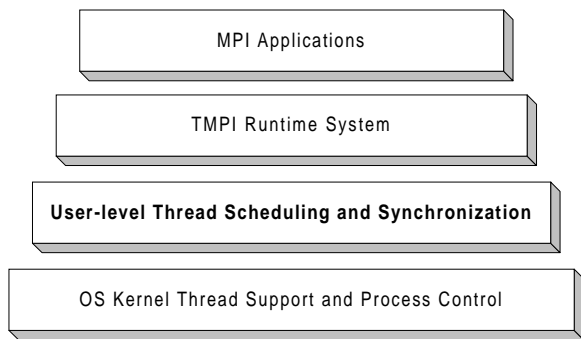 MPI Applications
TMPI Runtime System
User-level Thread Scheduling and Synchronization
OS Kernel Thread Support and Process Control